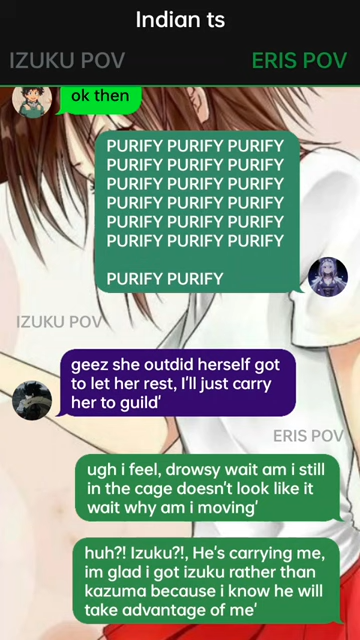 Indian ts
IZUKU POV
ERIS POV
ok then
PURIFY PURIFY PURIFY
PURIFY PURIFY PURIFY
PURIFY PURIFY PURIFY
PURIFY PURIFY PURIFY
PURIFY PURIFY PURIFY
PURIFY PURIFY PURIFY
PURIFY PURIFY
IZUKU POV
geez she outdid herself got
to let her rest, I'll just carry
her to guild'
ERIS POV
ugh i feel, drowsy wait am i still
in the cage doesn't look like it
wait why am i moving'
huh?! Izuku?!, He's carrying me,
im glad i got izuku rather than
kazuma because i know he will
take advantage of me'